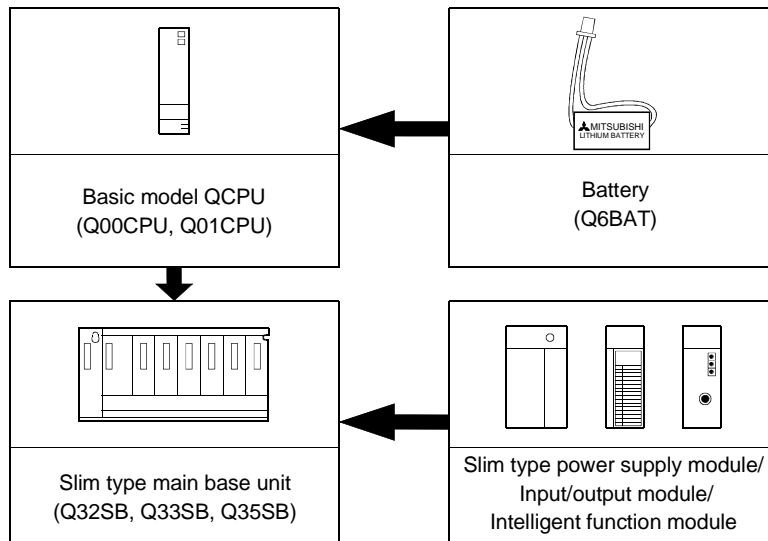 MITSUBISHI
LITHIUM BATTERY
Basic model QCPU
(Q00CPU, Q01CPU)
Battery
(Q6BAT)
Slim type main base unit
(Q32SB, Q33SB, Q35SB)
Slim type power supply module/
Input/output module/
Intelligent function module